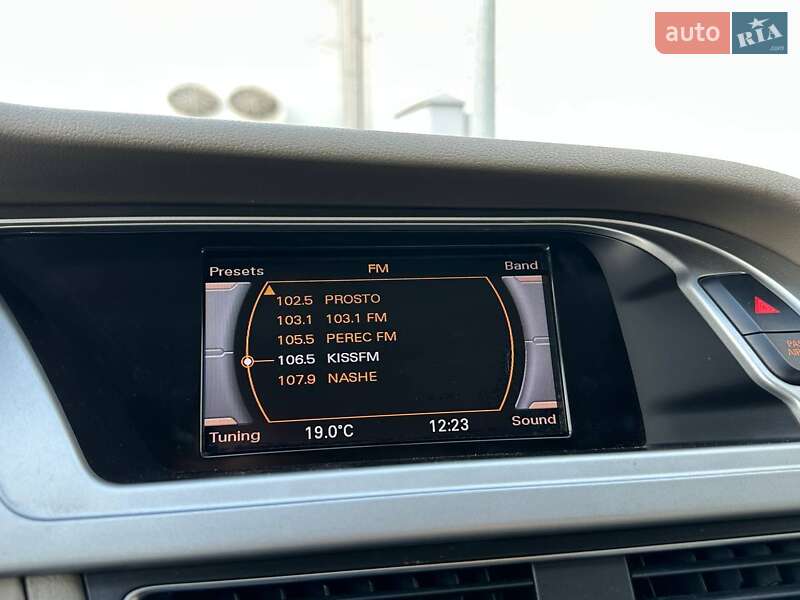 auto RIA .com
Presets FM Band
102.5 PROSTO
103.1 103.1 FM
105.5 PEREC FM
106.5 KISSFM
107.9 NASHE
Tuning 19.0°C 12:23 Sound